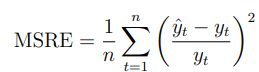 MSRE = \frac{1}{n} \sum_{t=1}^{n} \left( \frac{\hat{y}_t - y_t}{y_t} \right)^2